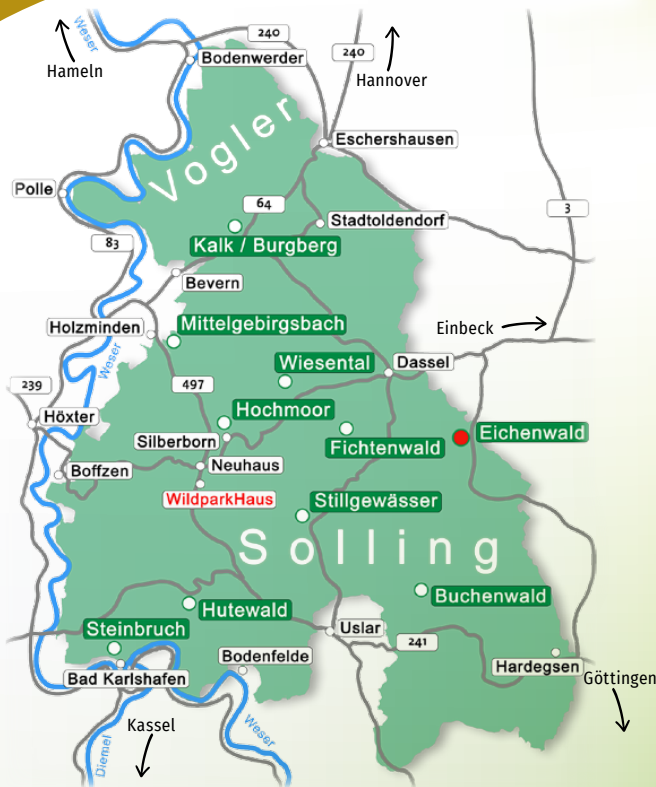 Weser
240
Hameln
Bodenwerder
240
Hannover
Vogler
Eschershausen
Polle
64
3
Stadtoldendorf
83
Kalk / Burgberg
Bevern
Holzminden
Mittelgebirgsbach
Einbeck
Weser
Wiesental
Dassel
239
497
Höxter
Hochmoor
Silberborn
Fichtenwald
Eichenwald
Boffzen
Neuhaus
WildparkHaus
Stillgewässer
Solling
Buchenwald
Hutewald
Steinbruch
Uslar
241
Bodenfelde
Hardegsen
Bad Karlshafen
Göttingen
Kassel
Weser
Diemel